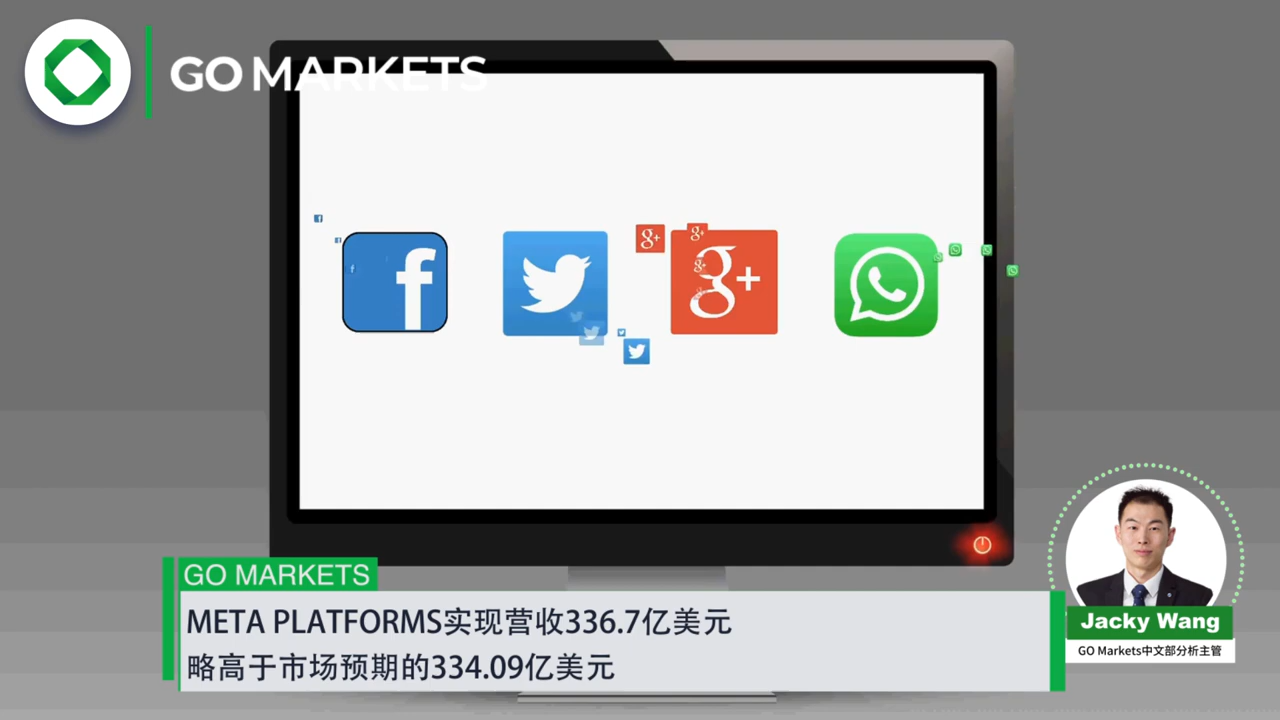 GO MARKETS
f
g+
g+
g+
g+
GO MARKETS
META PLATFORMS实现营收336.7亿美元
略高于市场预期的334.09亿美元
Jacky Wang
GO Markets中文部分析主管